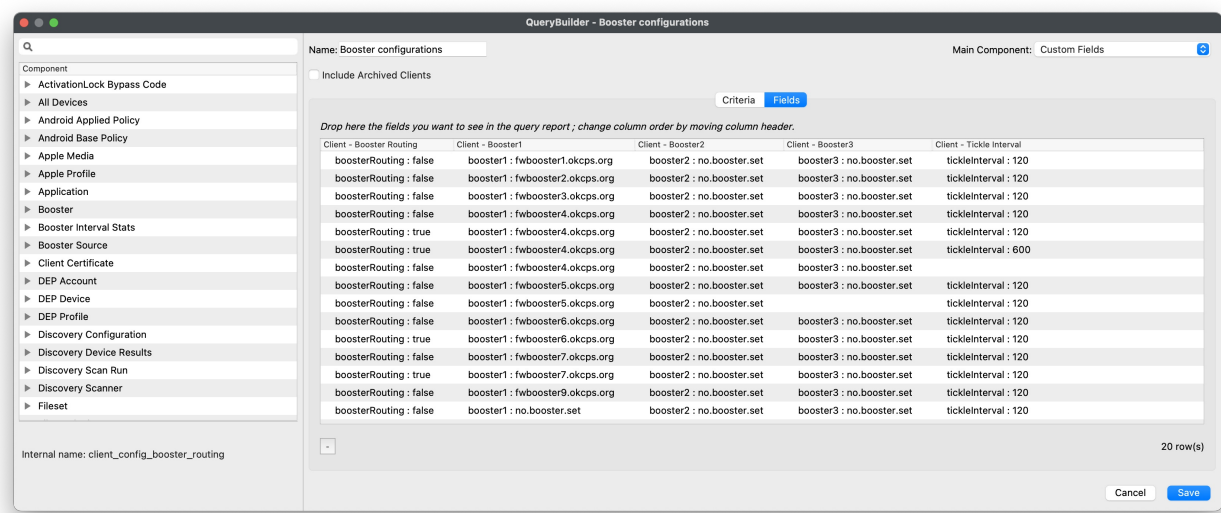 QueryBuilder - Booster configurations
Name: Booster configurations
Main Component: Custom Fields
Include Archived Clients
Component
ActivationLock Bypass Code
All Devices
Android Applied Policy
Android Base Policy
Apple Media
Apple Profile
Application
Booster
Booster Interval Stats
Booster Source
Client Certificate
DEP Account
DEP Device
DEP Profile
Discovery Configuration
Discovery Device Results
Discovery Scan Run
Discovery Scanner
Fileset
Internal name: client_config_booster_routing
Criteria Fields
Drop here the fields you want to see in the query report ; change column order by moving column header.
Client - Booster Routing Client - Booster1 Client - Booster2 Client - Booster3 Client - Tickle Interval
boosterRouting : false booster1 : fwbooster1.okcps.org booster2 : no.booster.set booster3 : no.booster.set tickleInterval : 120
boosterRouting : false booster1 : fwbooster2.okcps.org booster2 : no.booster.set booster3 : no.booster.set tickleInterval : 120
boosterRouting : false booster1 : fwbooster3.okcps.org booster2 : no.booster.set booster3 : no.booster.set tickleInterval : 120
boosterRouting : false booster1 : fwbooster4.okcps.org booster2 : no.booster.set booster3 : no.booster.set tickleInterval : 120
boosterRouting : true booster1 : fwbooster4.okcps.org booster2 : no.booster.set booster3 : no.booster.set tickleInterval : 120
boosterRouting : true booster1 : fwbooster4.okcps.org booster2 : no.booster.set booster3 : no.booster.set tickleInterval : 600
boosterRouting : false booster1 : fwbooster4.okcps.org booster2 : no.booster.set booster3 : no.booster.set
boosterRouting : false booster1 : fwbooster5.okcps.org booster2 : no.booster.set booster3 : no.booster.set tickleInterval : 120
boosterRouting : false booster1 : fwbooster5.okcps.org booster2 : no.booster.set tickleInterval : 120
boosterRouting : false booster1 : fwbooster6.okcps.org booster2 : no.booster.set booster3 : no.booster.set tickleInterval : 120
boosterRouting : true booster1 : fwbooster6.okcps.org booster2 : no.booster.set booster3 : no.booster.set tickleInterval : 120
boosterRouting : false booster1 : fwbooster7.okcps.org booster2 : no.booster.set booster3 : no.booster.set tickleInterval : 120
boosterRouting : true booster1 : fwbooster7.okcps.org booster2 : no.booster.set booster3 : no.booster.set tickleInterval : 120
boosterRouting : false booster1 : fwbooster9.okcps.org booster2 : no.booster.set booster3 : no.booster.set tickleInterval : 120
boosterRouting : false booster1 : no.booster.set booster2 : no.booster.set booster3 : no.booster.set tickleInterval : 120
-
20 row(s)
Cancel Save